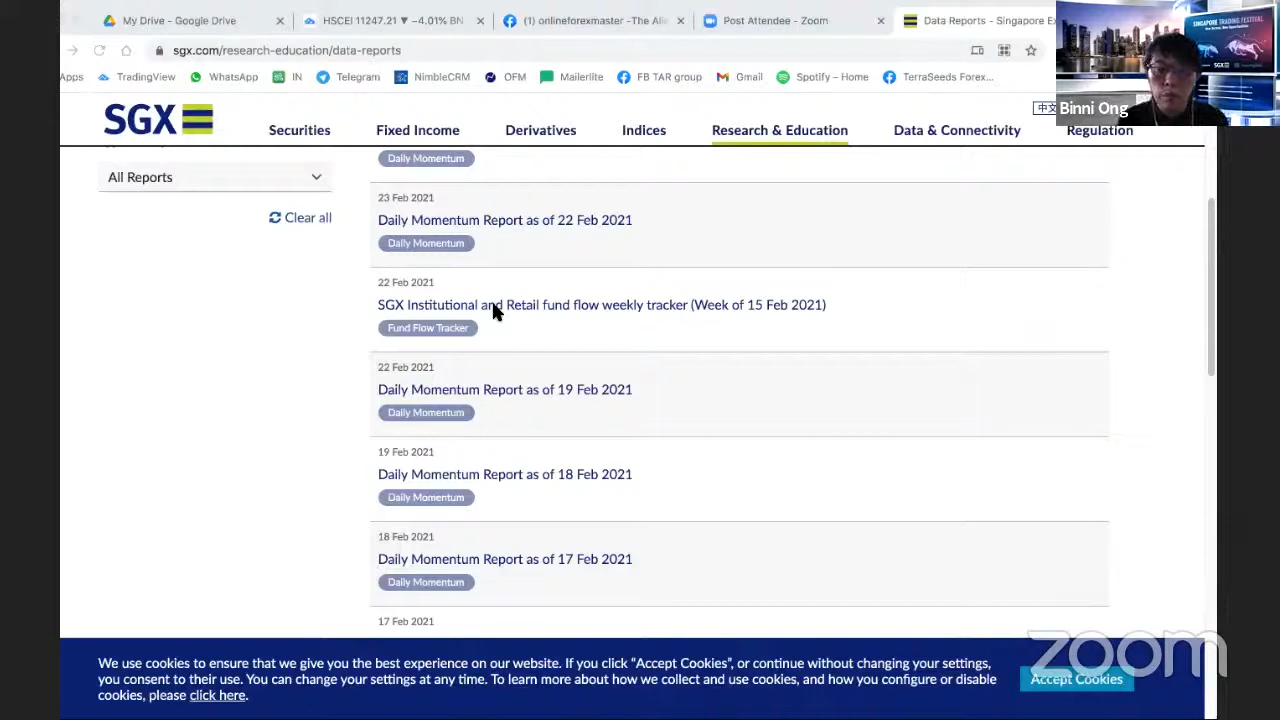 My Drive - Google Drive
HSCEI 11247.21 ▼ −4.01% BN
(1) onlineforexmaster -The Alie
Post Attendee - Zoom
Data Reports - Singapore Ex
sgx.com/research-education/data-reports
Apps
TradingView
WhatsApp
IN
Telegram
NimbleCRM
OFM
Mailerlite
FB TAR group
Gmail
Spotify – Home
TerraSeeds Forex...
SINGAPORE TRADING FESTIVAL
SGX
Binni Ong
中文
SGX
Securities
Fixed Income
Derivatives
Indices
Research & Education
Data & Connectivity
Regulation
All Reports
Clear all
Daily Momentum
23 Feb 2021
Daily Momentum Report as of 22 Feb 2021
Daily Momentum
22 Feb 2021
SGX Institutional and Retail fund flow weekly tracker (Week of 15 Feb 2021)
Fund Flow Tracker
22 Feb 2021
Daily Momentum Report as of 19 Feb 2021
Daily Momentum
19 Feb 2021
Daily Momentum Report as of 18 Feb 2021
Daily Momentum
18 Feb 2021
Daily Momentum Report as of 17 Feb 2021
Daily Momentum
17 Feb 2021
We use cookies to ensure that we give you the best experience on our website. If you click “Accept Cookies”, or continue without changing your settings,
you consent to their use. You can change your settings at any time. To learn more about how we collect and use cookies, and how you configure or disable
cookies, please click here.
Accept Cookies
zoom